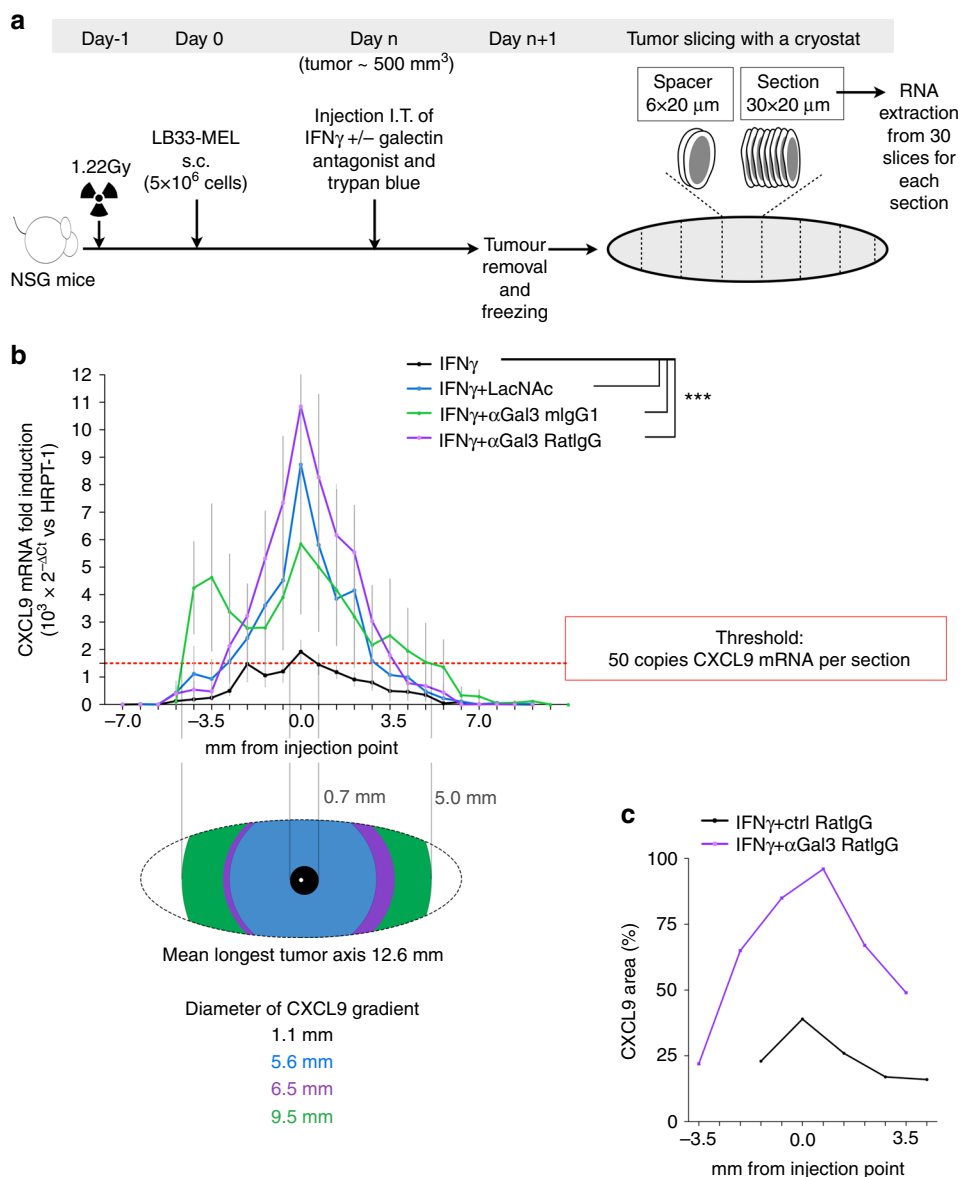 a
Day-1 Day 0 Day n Day n+1 Tumor slicing with a cryostat
(tumor ~ 500 mm³)
Spacer
6×20 μm
Section
30×20 μm
RNA
extraction
from 30
slices for
each
section
1.22Gy
LB33-MEL
s.c.
(5×10⁶ cells)
Injection I.T. of
IFNγ +/− galectin
antagonist and
trypan blue
NSG mice
Tumour
removal
and
freezing
b
IFNγ
IFNγ+LacNAc
IFNγ+αGal3 mIgG1
IFNγ+αGal3 RatIgG
***
CXCL9 mRNA fold induction
(10³ × 2^−ΔCt vs HRPT-1)
12
11
10
9
8
7
6
5
4
3
2
1
0
−7.0 −3.5 0.0 3.5 7.0
mm from injection point
Threshold:
50 copies CXCL9 mRNA per section
0.7 mm
5.0 mm
Mean longest tumor axis 12.6 mm
Diameter of CXCL9 gradient
1.1 mm
5.6 mm
6.5 mm
9.5 mm
c
IFNγ+ctrl RatIgG
IFNγ+αGal3 RatIgG
CXCL9 area (%)
100
75
50
25
0
−3.5 0.0 3.5
mm from injection point